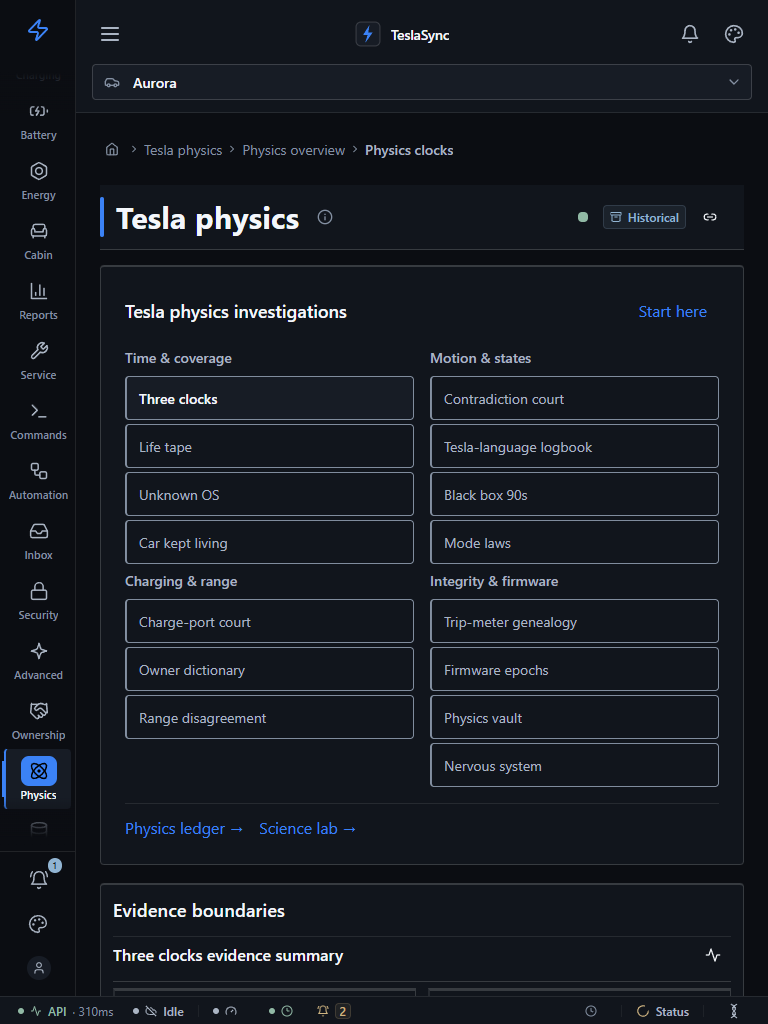 TeslaSync
Aurora
Charging
Battery
Energy
Cabin
Reports
Service
Commands
Automation
Inbox
Security
Advanced
Ownership
Physics
1
Tesla physics > Physics overview > Physics clocks
Tesla physics
Historical
Tesla physics investigations
Start here
Time & coverage
Three clocks
Life tape
Unknown OS
Car kept living
Motion & states
Contradiction court
Tesla-language logbook
Black box 90s
Mode laws
Charging & range
Charge-port court
Owner dictionary
Range disagreement
Integrity & firmware
Trip-meter genealogy
Firmware epochs
Physics vault
Nervous system
Physics ledger →
Science lab →
Evidence boundaries
Three clocks evidence summary
API · 310ms
Idle
2
Status